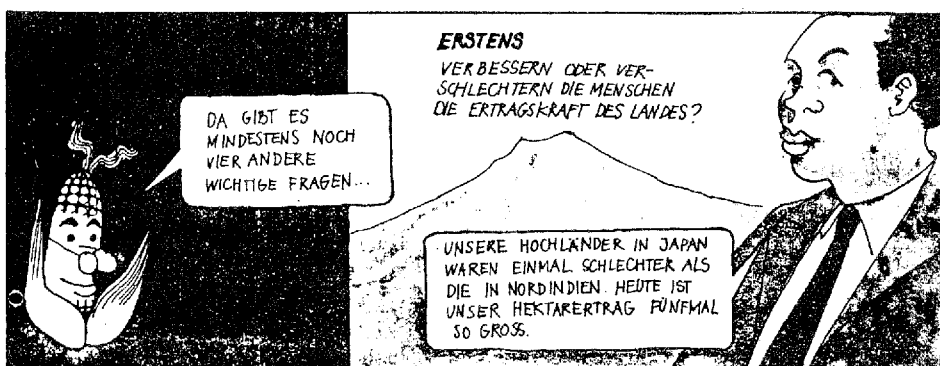 DA GIBT ES
MINDESTENS NOCH
VIER ANDERE
WICHTIGE FRAGEN...
ERSTENS
VERBESSERN ODER VER-
SCHLECHTERN DIE MENSCHEN
DIE ERTRAGSKRAFT DES LANDES?
UNSERE HOCHLÄNDER IN JAPAN
WAREN EINMAL SCHLECHTER ALS
DIE IN NORDINDIEN. HEUTE IST
UNSER HEKTARERTRAG FÜNFMAL
SO GROSS.